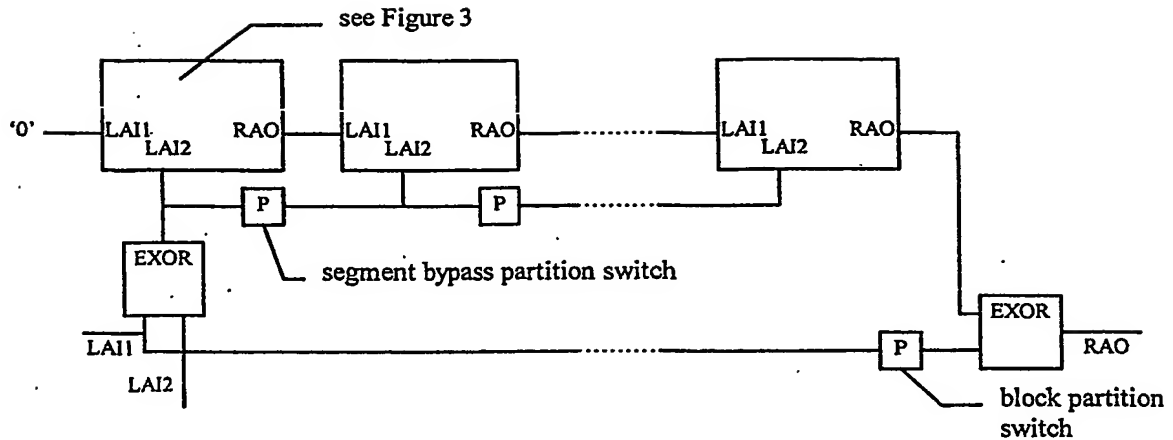 see Figure 3
'0' LAI1 RAO LAI1 RAO LAI1 RAO
LAI2 LAI2 LAI2
P P
EXOR
segment bypass partition switch
EXOR
LAI1 P RAO
LAI2
block partition
switch